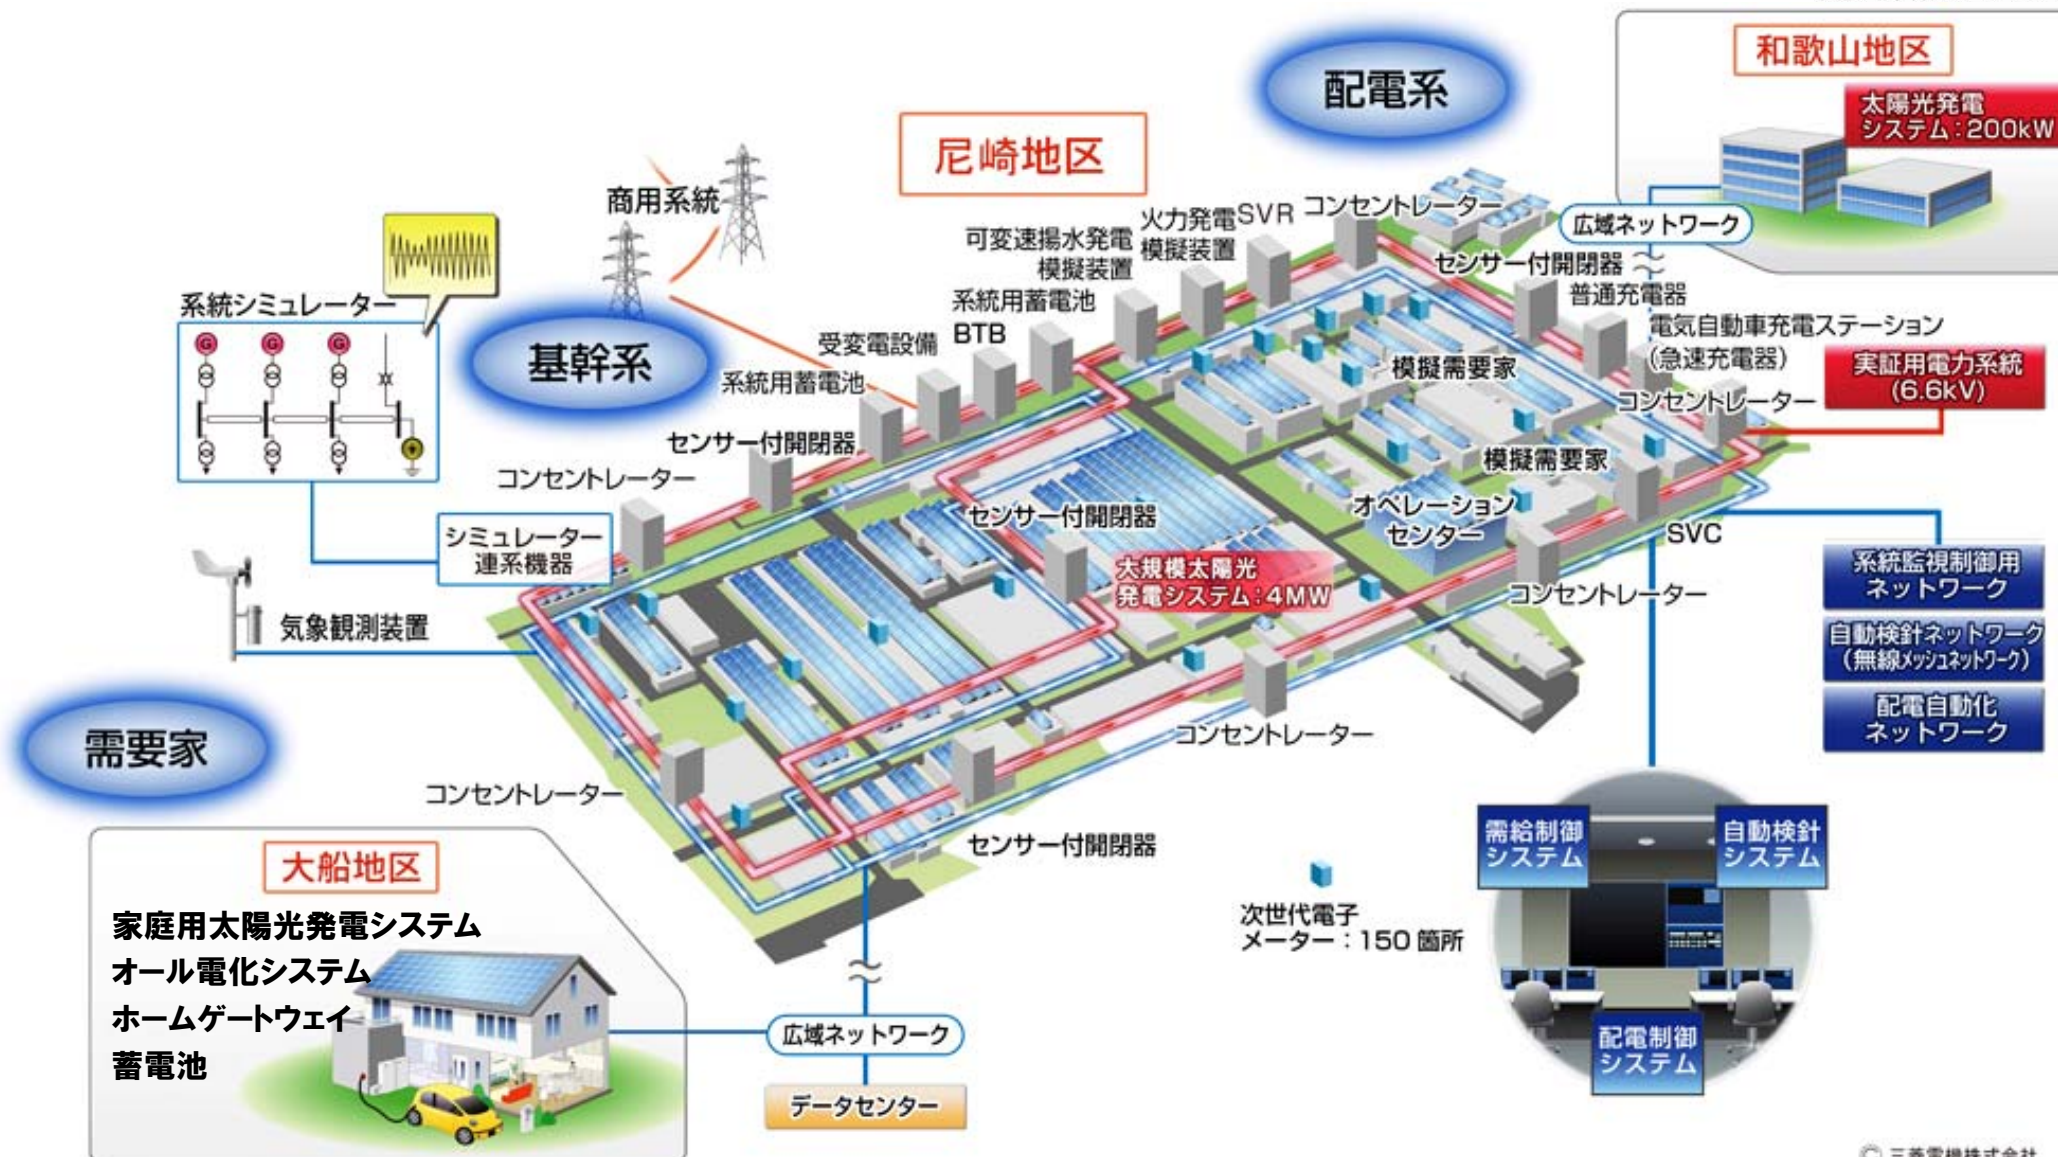 和歌山地区
太陽光発電
システム：200kW
配電系
尼崎地区
商用系統
広域ネットワーク
火力発電
模擬装置
SVR
コンセントレーター
可変速揚水発電
模擬装置
センサー付開閉器
普通充電器
系統用蓄電池
BTB
電気自動車充電ステーション
（急速充電器）
系統シミュレーター
G
G
G
基幹系
受変電設備
系統用蓄電池
模擬需要家
実証用電力系統
(6.6kV)
コンセントレーター
センサー付開閉器
模擬需要家
コンセントレーター
センサー付開閉器
オペレーション
センター
SVC
シミュレーター
連系機器
大規模太陽光
発電システム：4MW
コンセントレーター
系統監視制御用
ネットワーク
気象観測装置
自動検針ネットワーク
（無線メッシュネットワーク）
配電自動化
ネットワーク
需要家
コンセントレーター
コンセントレーター
センサー付開閉器
需給制御
システム
自動検針
システム
配電制御
システム
次世代電子
メーター：150箇所
大船地区
家庭用太陽光発電システム
オール電化システム
ホームゲートウェイ
蓄電池
広域ネットワーク
データセンター
© 三菱電機株式会社